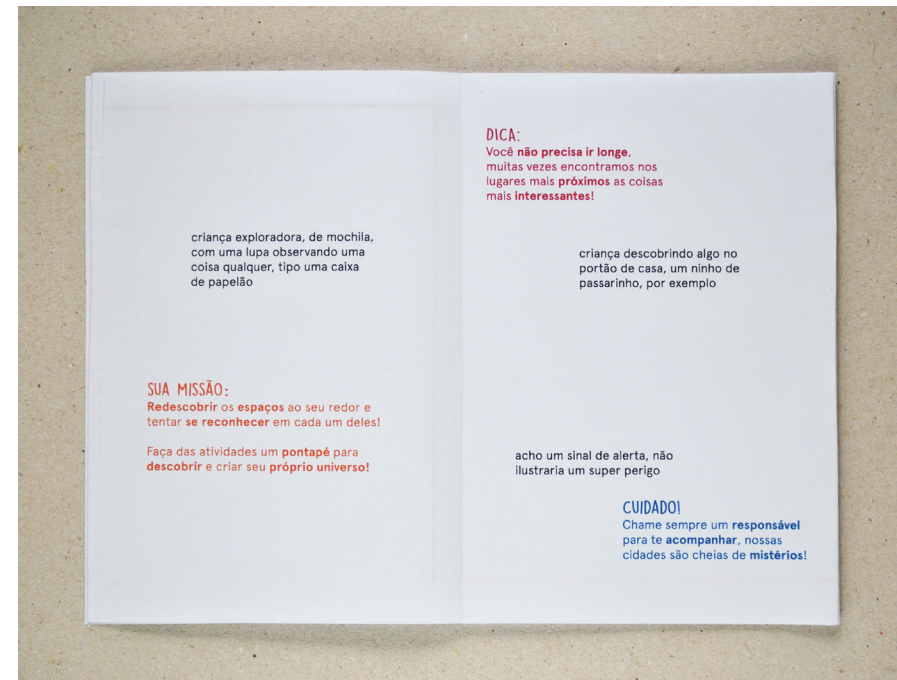 criança exploradora, de mochila,
com uma lupa observando uma
coisa qualquer, tipo uma caixa
de papelão
SUA MISSÃO:
Redescobrir os espaços ao seu redor e
tentar se reconhecer em cada um deles!
Faça das atividades um pontapé para
descobrir e criar seu próprio universo!
DICA:
Você não precisa ir longe,
muitas vezes encontramos nos
lugares mais próximos as coisas
mais interessantes!
criança descobrindo algo no
portão de casa, um ninho de
passarinho, por exemplo
acho um sinal de alerta, não
ilustraria um super perigo
CUIDADO!
Chame sempre um responsável
para te acompanhar, nossas
cidades são cheias de mistérios!